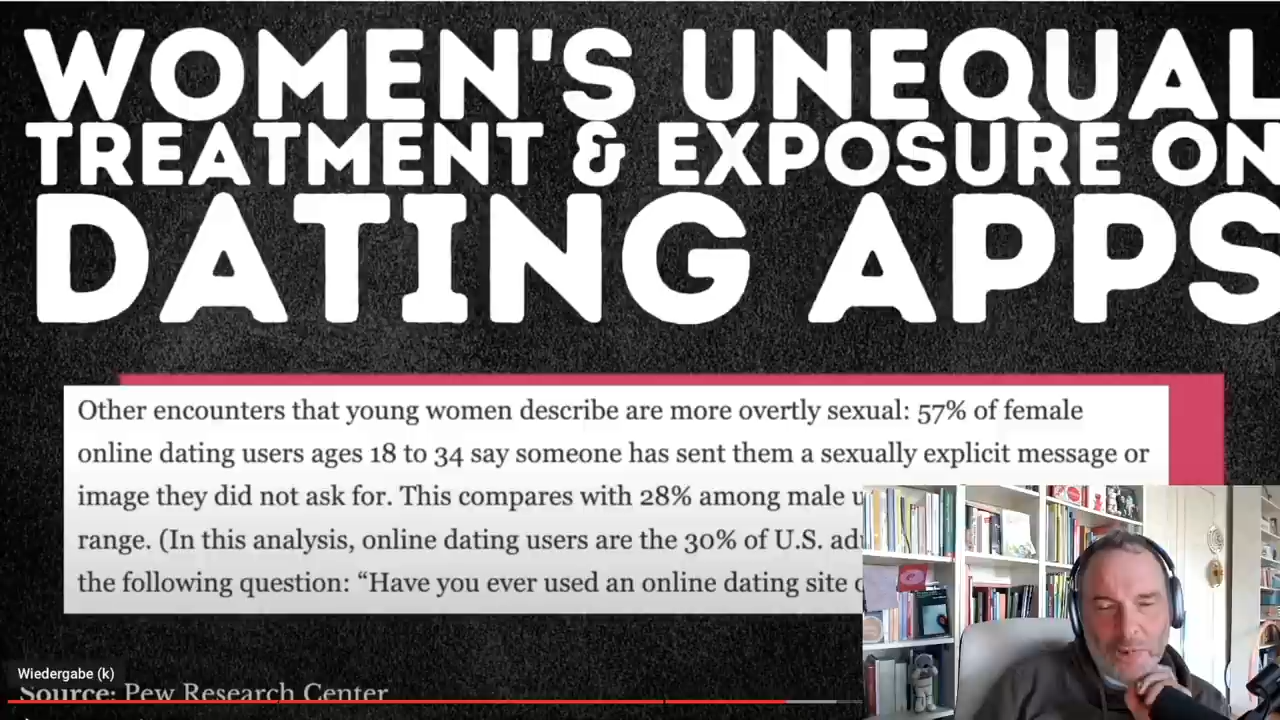 WOMEN'S UNEQUAL
TREATMENT & EXPOSURE ON
DATING APPS
Other encounters that young women describe are more overtly sexual: 57% of female
online dating users ages 18 to 34 say someone has sent them a sexually explicit message or
image they did not ask for. This compares with 28% among male
range. (In this analysis, online dating users are the 30% of U.S.
the following question: “Have you ever used an online dating site
Wiedergabe (k)
Source: Pew Research Center